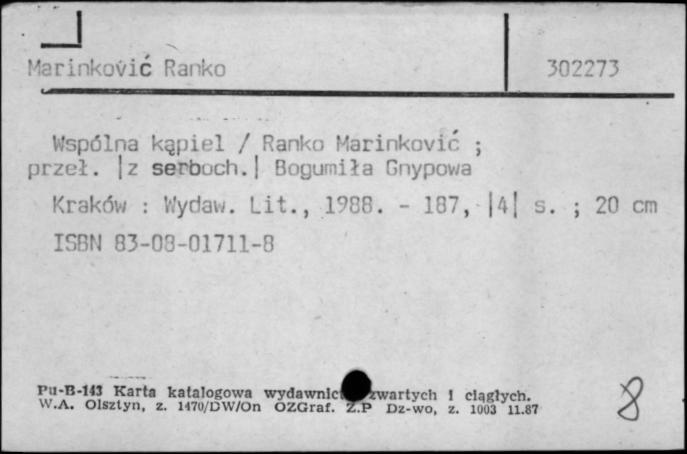 Marinković Ranko 302273
Wspólna kąpiel / Ranko Marinković ;
przeł. |z serboch.| Bogumiła Gnypowa
Kraków : Wydaw. Lit., 1988. - 187, |4| s. ; 20 cm
ISBN 83-08-01711-8
Pu-B-143 Karta katalogowa wydawnict zwartych i ciągłych.
W.A. Olsztyn, z. 1470/DW/On OZGraf. Z.P Dz-wo, z. 1003 11.87
8